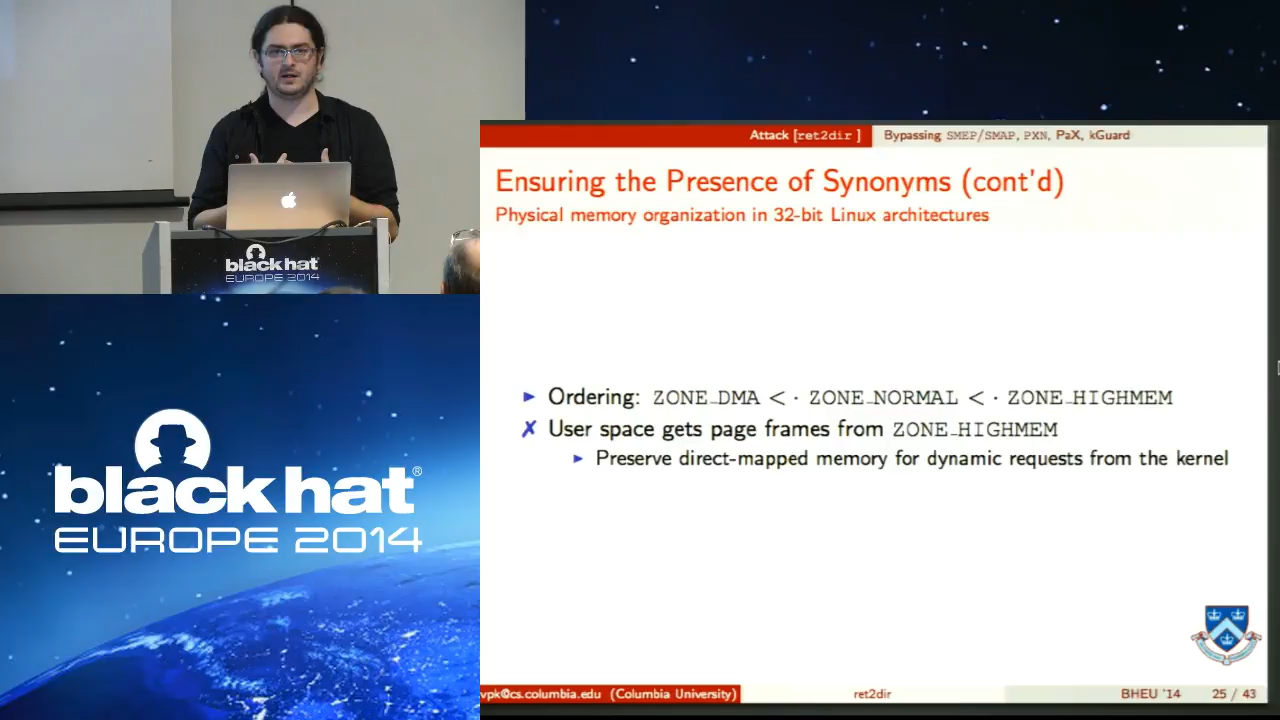 black hat
EUROPE 2014
black hat®
EUROPE 2014
Attack [ret2dir ] Bypassing SMEP/SMAP, PXN, PaX, kGuard
Ensuring the Presence of Synonyms (cont'd)
Physical memory organization in 32-bit Linux architectures
► Ordering: ZONE_DMA <· ZONE_NORMAL <· ZONE_HIGHMEM
✗ User space gets page frames from ZONE_HIGHMEM
► Preserve direct-mapped memory for dynamic requests from the kernel
vpk@cs.columbia.edu (Columbia University) ret2dir BHEU '14 25 / 43